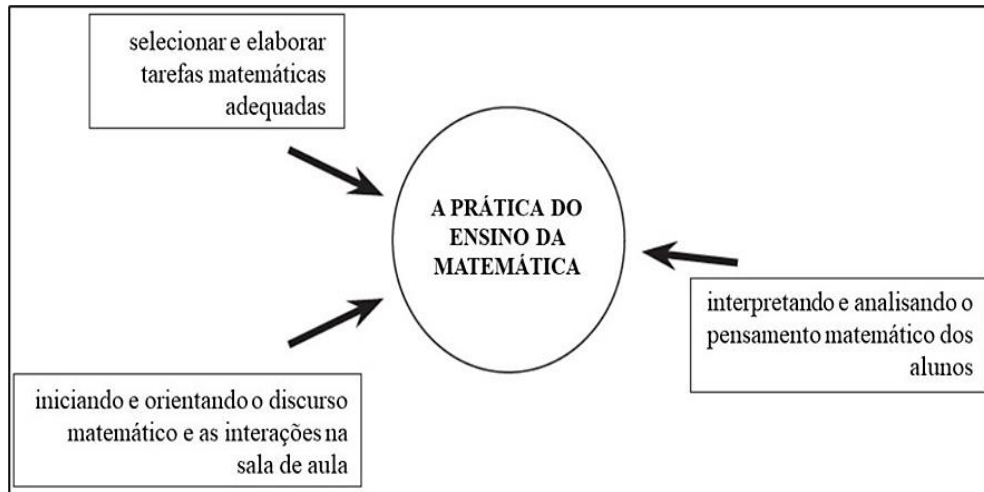 selecionar e elaborar
tarefas matemáticas
adequadas
A PRÁTICA DO
ENSINO DA
MATEMÁTICA
interpretando e analisando o
pensamento matemático dos
alunos
iniciando e orientando o discurso
matemático e as interações na
sala de aula